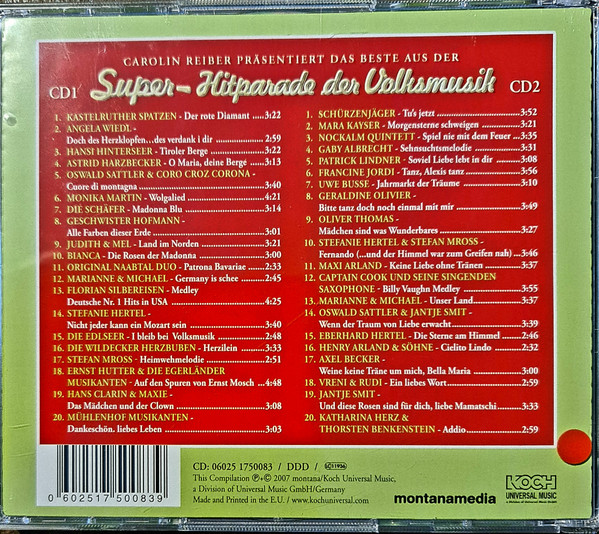 CAROLIN REIBER PRÄSENTIERT DAS BESTE AUS DER
CD1 Super-Hitparade der Volksmusik CD2
1. KASTELRUTHER SPATZEN - Der rote Diamant ....3:22
2. ANGELA WIEDL -
Doch des Herzklopfen...des verdank i dir ....2:59
3. HANSI HINTERSEER - Tiroler Berge ....3:22
4. ASTRID HARZBECKER - O Maria, deine Berge ....3:13
5. OSWALD SATTLER & CORO CROZ CORONA -
Cuore di montagna ....3:40
6. MONIKA MARTIN - Wolgalied ....4:21
7. DIE SCHÄFER - Madonna Blu ....3:14
8. GESCHWISTER HOFMANN -
Alle Farben dieser Erde ....3:01
9. JUDITH & MEL - Land im Norden ....3:21
10. BIANCA - Die Rosen der Madonna ....3:00
11. ORIGINAL NAABTAL DUO - Patrona Bavariae ....2:33
12. MARIANNE & MICHAEL - Germany is schee ....2:45
13. FLORIAN SILBEREISEN - Medley
Deutsche Nr. 1 Hits in USA ....4:25
14. STEFANIE HERTEL -
Nicht jeder kann ein Mozart sein ....3:40
15. DIE EDLSEER - I bleib bei Volksmusik ....2:48
16. DIE WILDECKER HERZBUBEN - Herzilein ....3:33
17. STEFAN MROSS - Heimwehmelodie ....2:51
18. ERNST HUTTER & DIE EGERLÄNDER
MUSIKANTEN - Auf den Spuren von Ernst Mosch ....4:48
19. HANS CLARIN & MAXIE -
Das Mädchen und der Clown ....3:08
20. MÜHLENHOF MUSIKANTEN -
Dankeschön, liebes Leben ....3:03
1. SCHÜRZENJÄGER - Tu's jetzt ....3:52
2. MARA KAYSER - Morgensterne schweigen ....3:21
3. NOCKALM QUINTETT - Spiel nie mit dem Feuer ....3:35
4. GABY ALBRECHT - Sehnsuchtsmelodie ....3:31
5. PATRICK LINDNER - Soviel Liebe lebt in dir ....3:08
6. FRANCINE JORDI - Tanz, Alexis tanz ....3:56
7. UWE BUSSE - Jahrmarkt der Träume ....3:10
8. GERALDINE OLIVIER -
Bitte tanz doch noch einmal mit mir ....3:49
9. OLIVER THOMAS -
Mädchen sind was Wunderbares ....3:27
10. STEFANIE HERTEL & STEFAN MROSS -
Fernando (...und der Himmel war zum Greifen nah) ....3:46
11. MAXI ARLAND - Keine Liebe ohne Tränen ....3:37
12. CAPTAIN COOK UND SEINE SINGENDEN
SAXOPHONE - Billy Vaughn Medley ....3:55
13. MARIANNE & MICHAEL - Unser Land ....3:37
14. OSWALD SATTLER & JANTJE SMIT -
Wenn der Traum von Liebe erwacht ....3:39
15. EBERHARD HERTEL - Die Sterne am Himmel ....2:46
16. HENRY ARLAND & SÖHNE - Cielito Lindo ....2:32
17. AXEL BECKER -
Weine keine Träne um mich, Bella Maria ....3:00
18. VRENI & RUDI - Ein liebes Wort ....2:59
19. JANTJE SMIT -
Und diese Rosen sind für dich, liebe Mamatschi ....3:33
20. KATHARINA HERZ &
THORSTEN BENKENSTEIN - Addio ....2:59
0 602517 500839
CD: 06025 1750083 / DDD / LC 11936
This Compilation ℗+© 2007 montana/Koch Universal Music,
a Division of Universal Music GmbH/Germany
Made and Printed in the E.U. / www.kochuniversal.com
montanamedia
KOCH
UNIVERSAL MUSIC